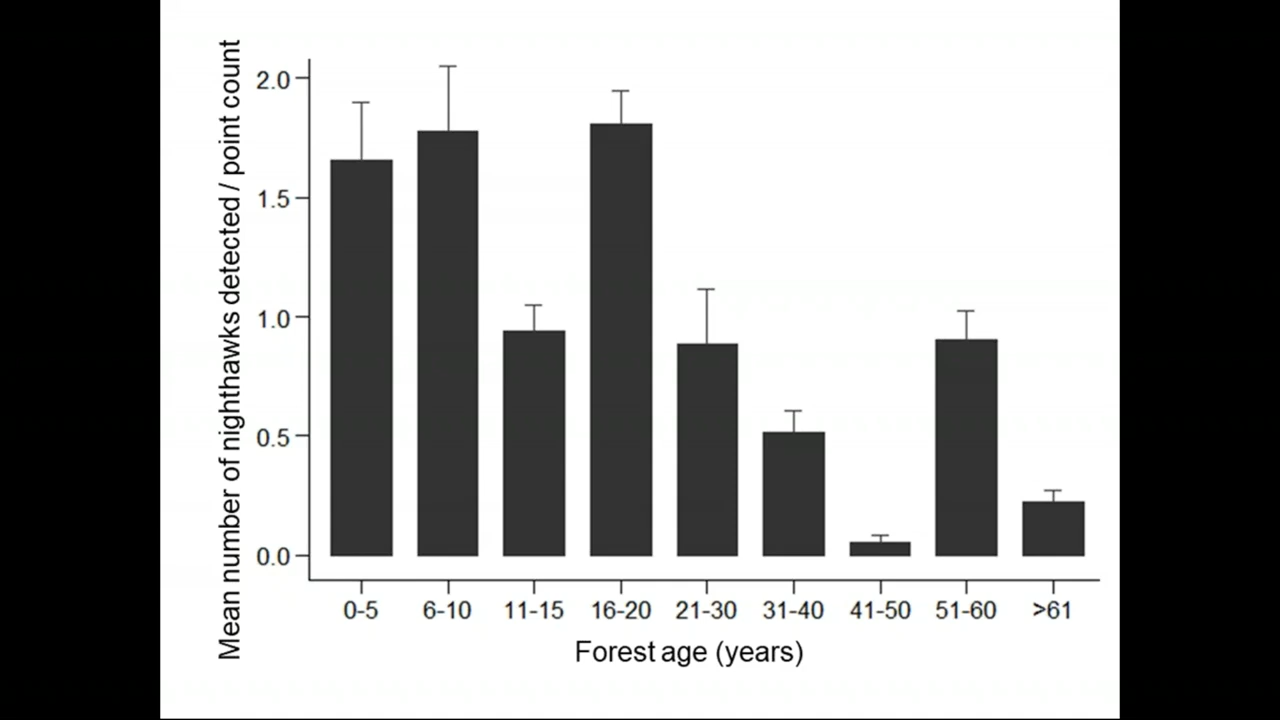 Mean number of nighthawks detected / point count
2.0
1.5
1.0
0.5
0.0
0-5 6-10 11-15 16-20 21-30 31-40 41-50 51-60 >61
Forest age (years)